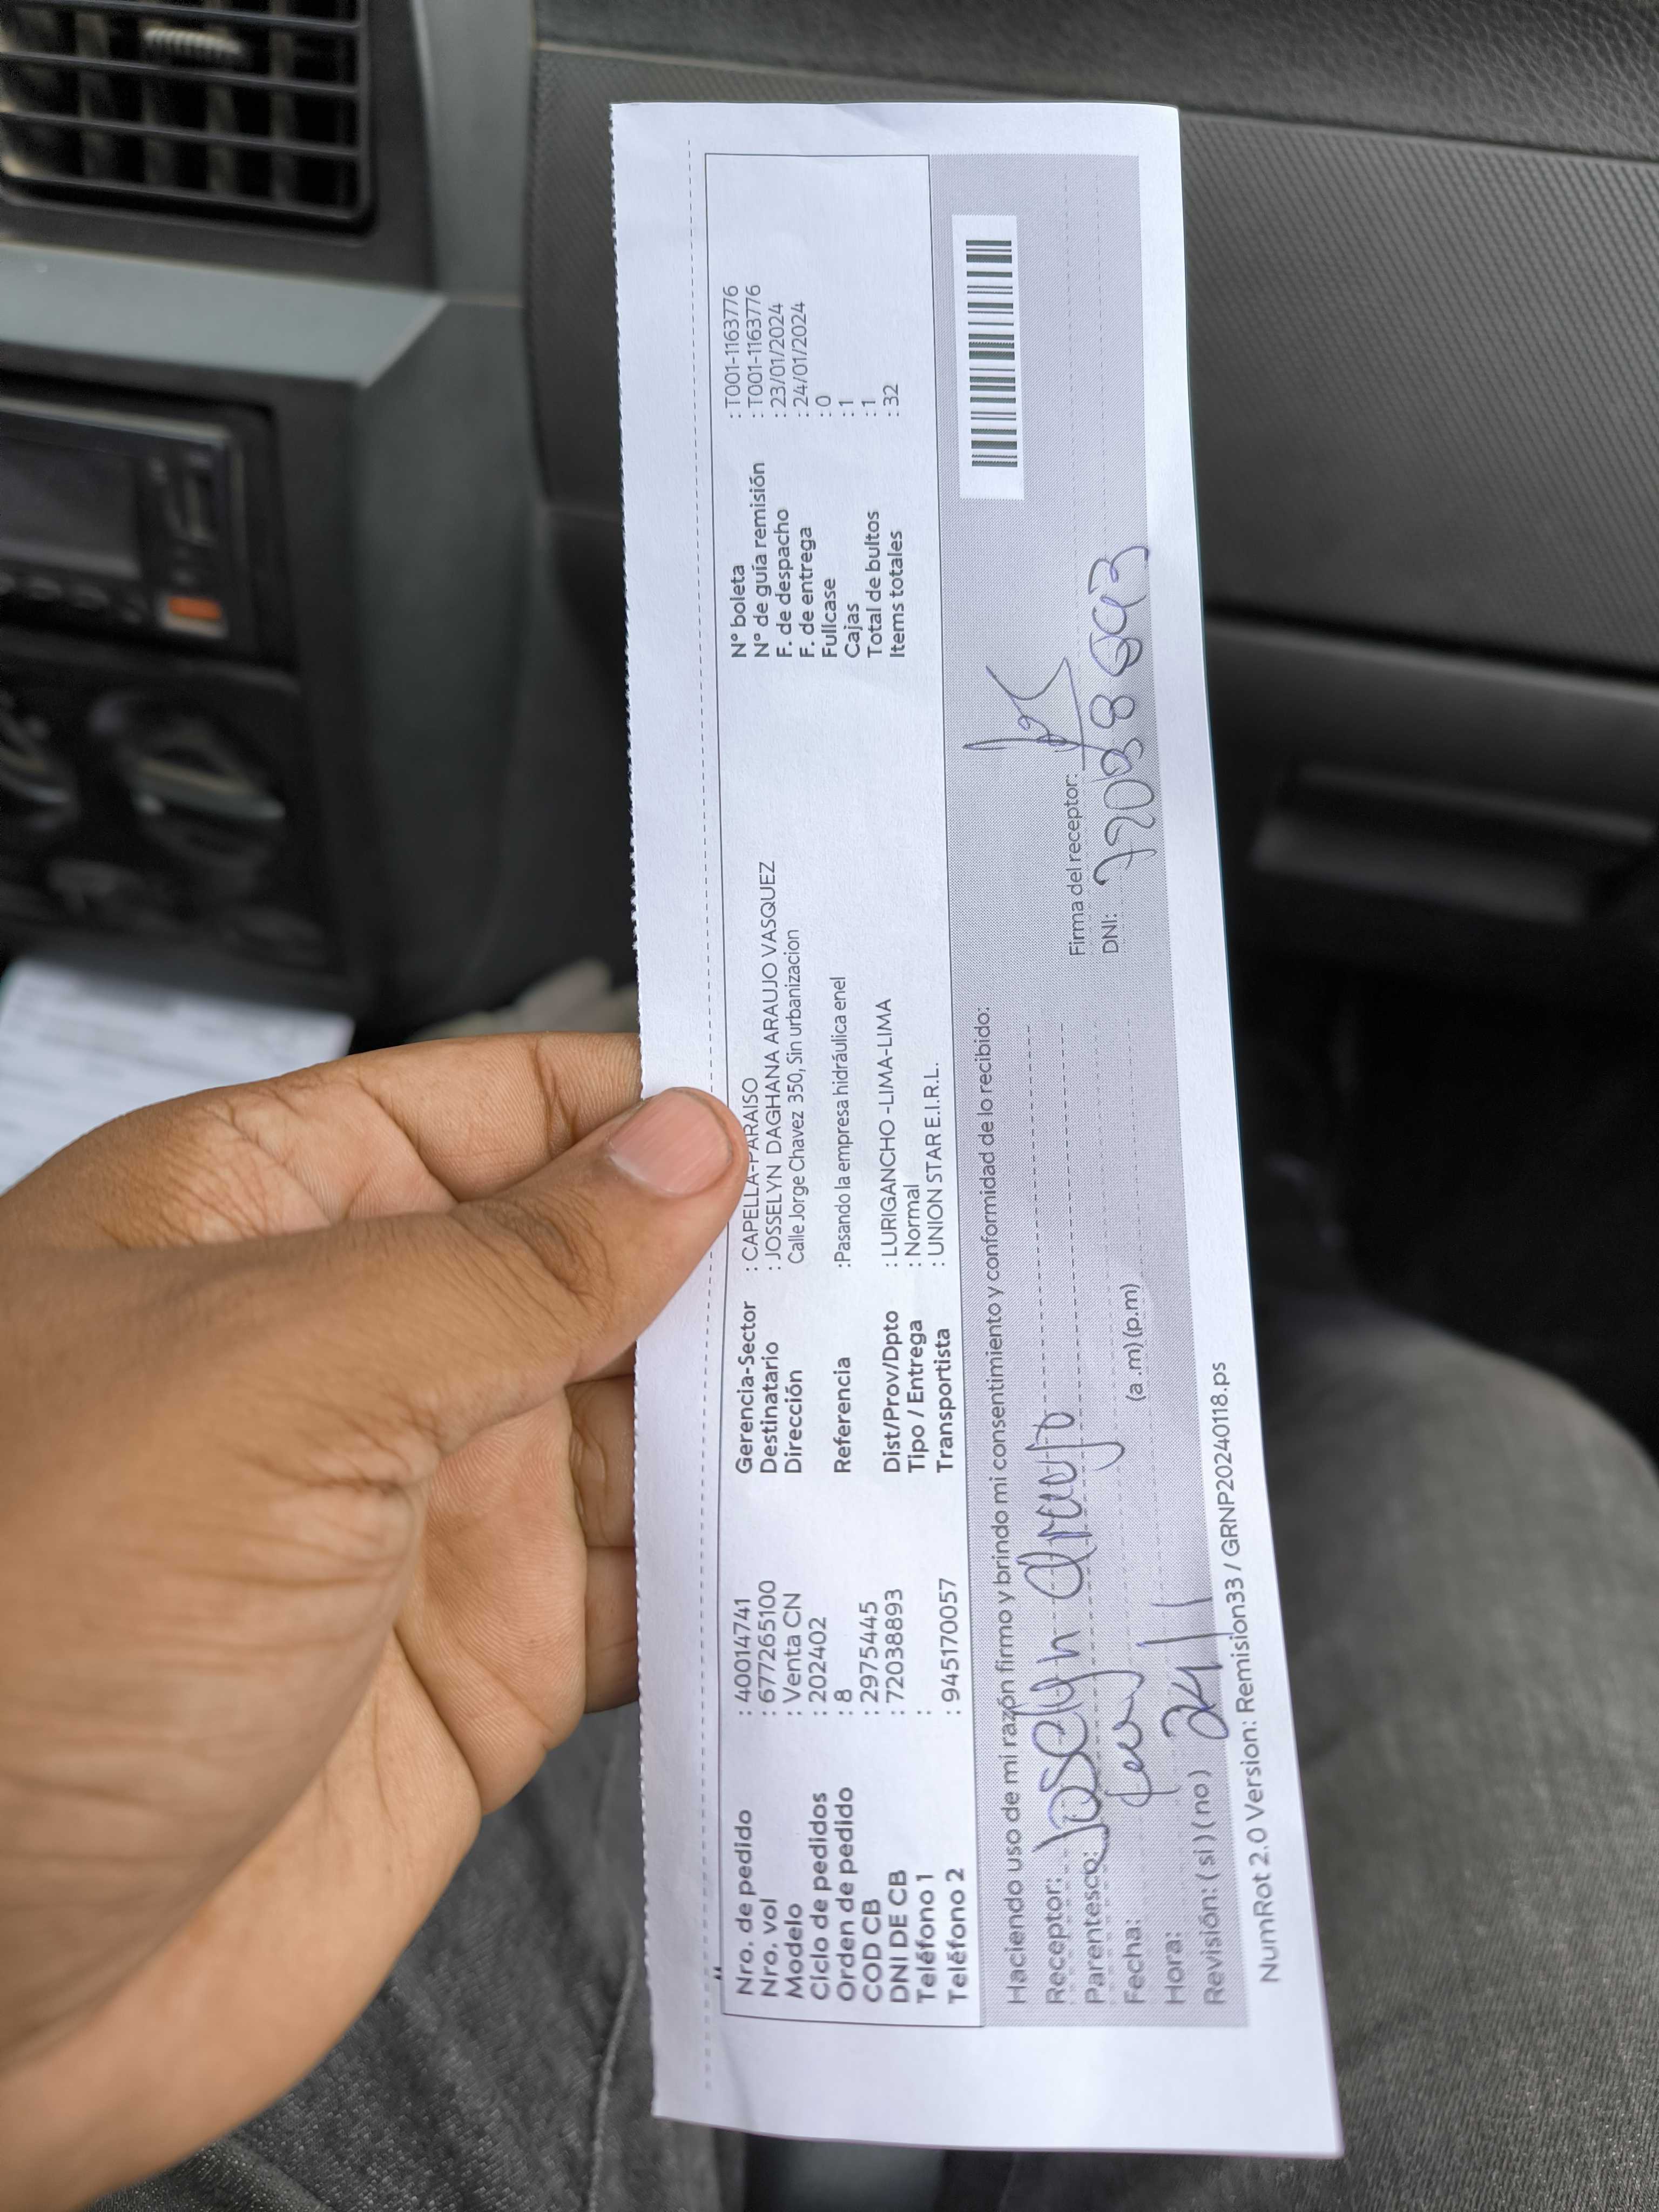 Nro. de pedido : 40014741
Nro. vol : 677265100
Modelo : Venta CN
Ciclo de pedidos : 202402
Orden de pedido : 8
COD CB : 2975445
DNI DE CB : 72038893
Teléfono 1 :
Teléfono 2 : 945170057
Gerencia-Sector : CAPELLA-PARAISO
Destinatario : JOSSELYN DAGHANA ARAUJO VASQUEZ
Dirección Calle Jorge Chavez 350, Sin urbanizacion
Referencia :Pasando la empresa hidráulica enel
Dist/Prov/Dpto : LURIGANCHO -LIMA-LIMA
Tipo / Entrega : Normal
Transportista : UNION STAR E.I.R.L.
N° boleta : T001-1163776
N° de guía remisión : T001-1163776
F. de despacho : 23/01/2024
F. de entrega : 24/01/2024
Fullcase : 0
Cajas : 1
Total de bultos : 1
Items totales : 32
Haciendo uso de mi razón firmo y brindo mi consentimiento y conformidad de lo recibido:
Receptor: Joselyn Araujo
Parentesco:
Fecha:
Hora: (a .m) (p.m)
Revisión: ( si ) ( no ) 24/1
Firma del receptor:
DNI: 72038893
NumRot 2.0 Version: Remision33 / GRNP20240118.ps